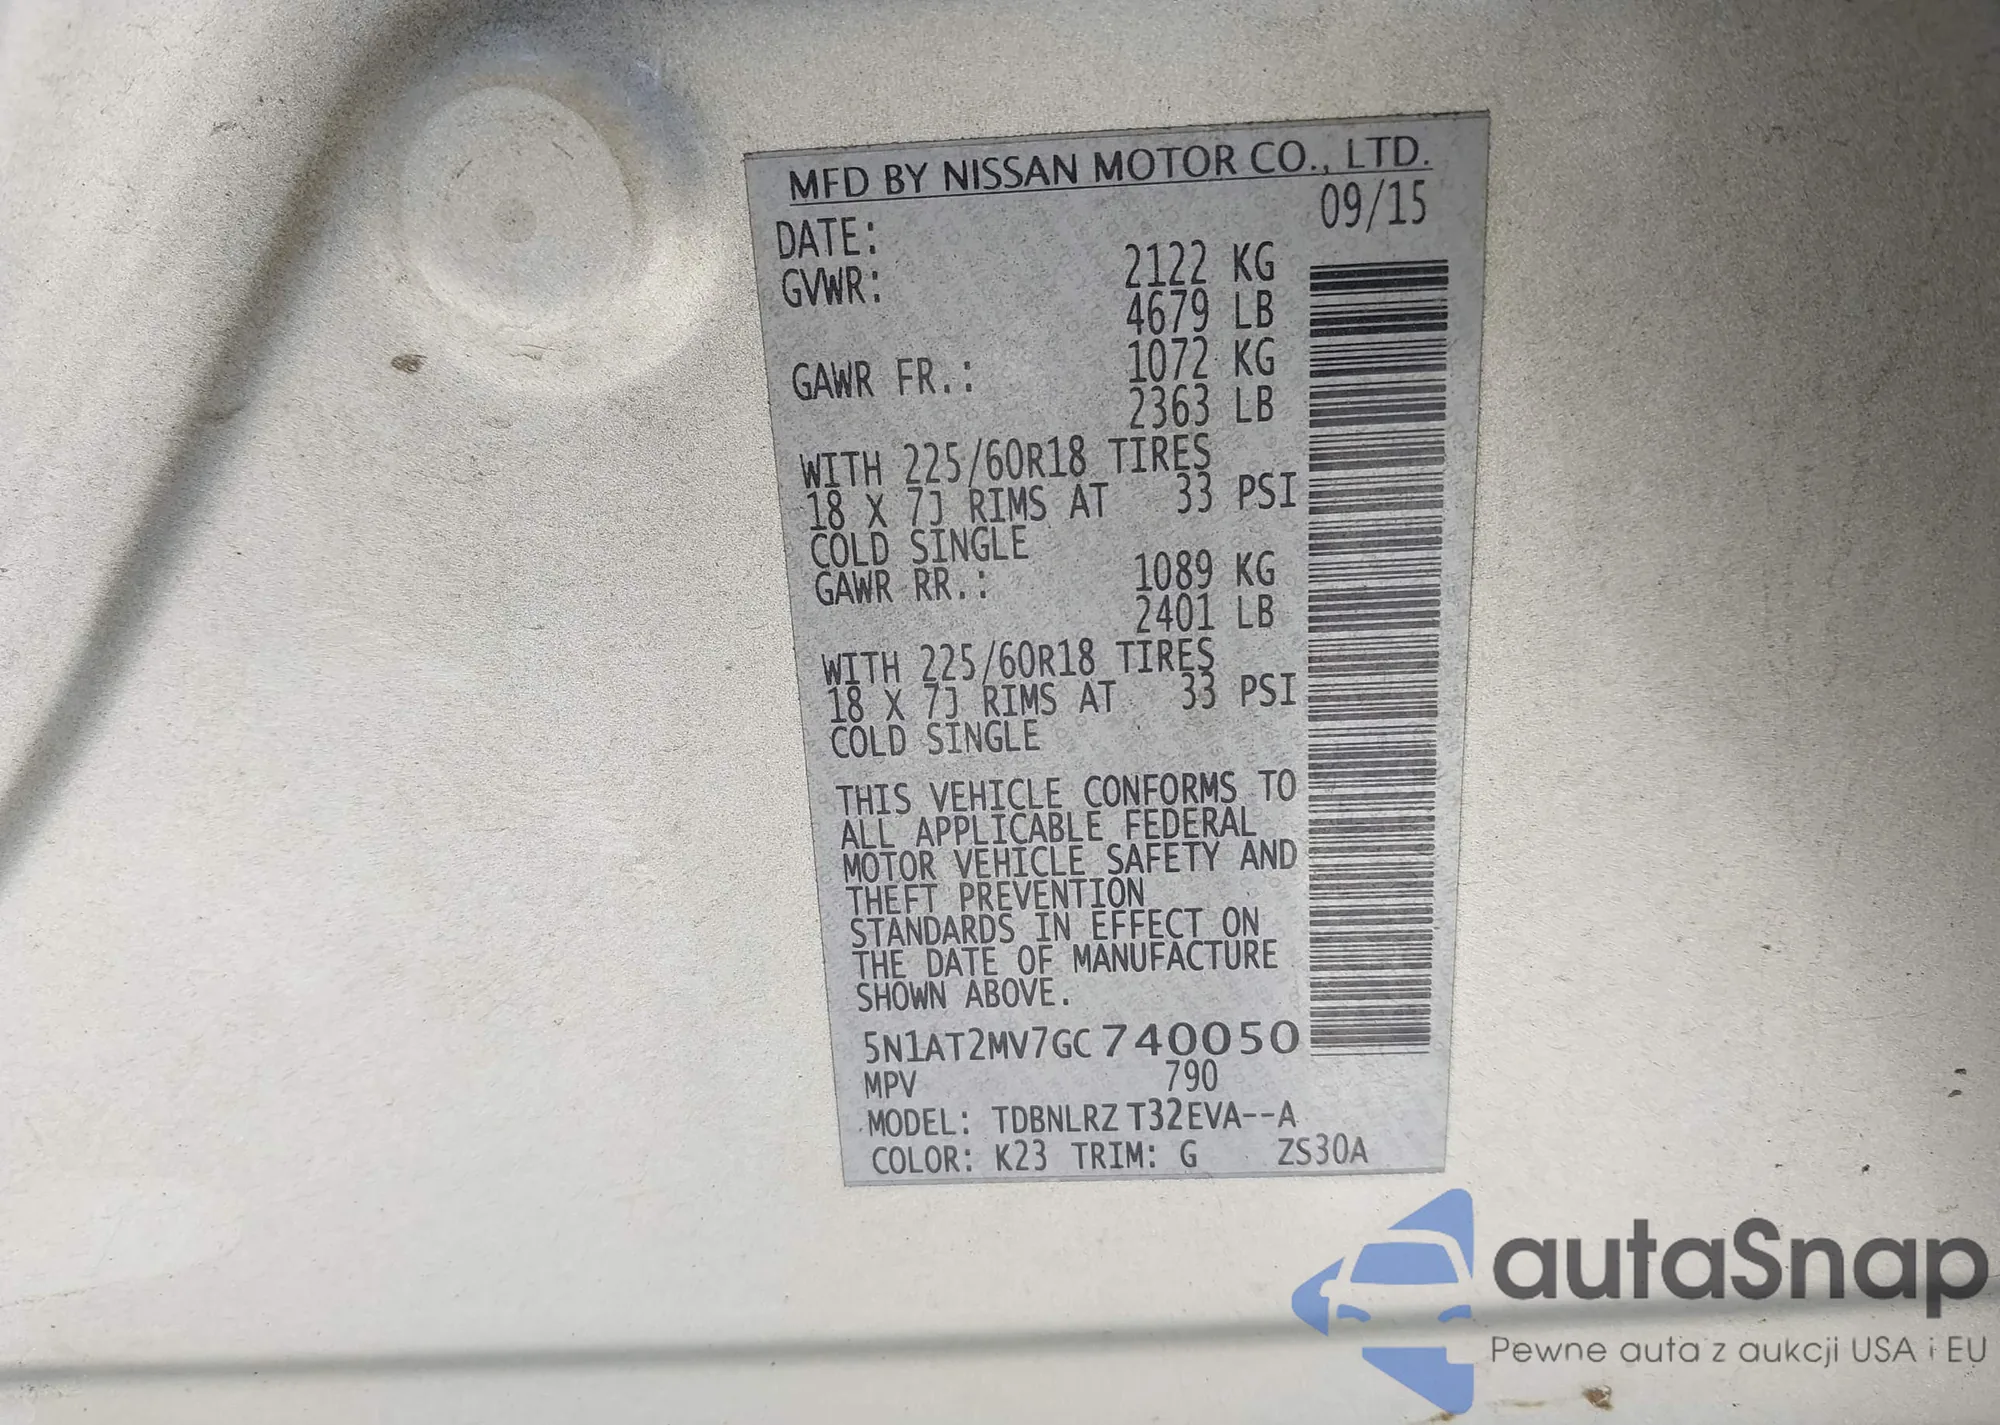 MFD BY NISSAN MOTOR CO., LTD.
DATE: 09/15
GVWR: 2122 KG
4679 LB
GAWR FR.: 1072 KG
2363 LB
WITH 225/60R18 TIRES
18 X 7J RIMS AT 33 PSI
COLD SINGLE
GAWR RR.: 1089 KG
2401 LB
WITH 225/60R18 TIRES
18 X 7J RIMS AT 33 PSI
COLD SINGLE
THIS VEHICLE CONFORMS TO
ALL APPLICABLE FEDERAL
MOTOR VEHICLE SAFETY AND
THEFT PREVENTION
STANDARDS IN EFFECT ON
THE DATE OF MANUFACTURE
SHOWN ABOVE.
5N1AT2MV7GC740050
MPV 790
MODEL: TDBNLRZ T32EVA--A
COLOR: K23 TRIM: G ZS30A
autaSnap
Pewne auta z aukcji USA i EU